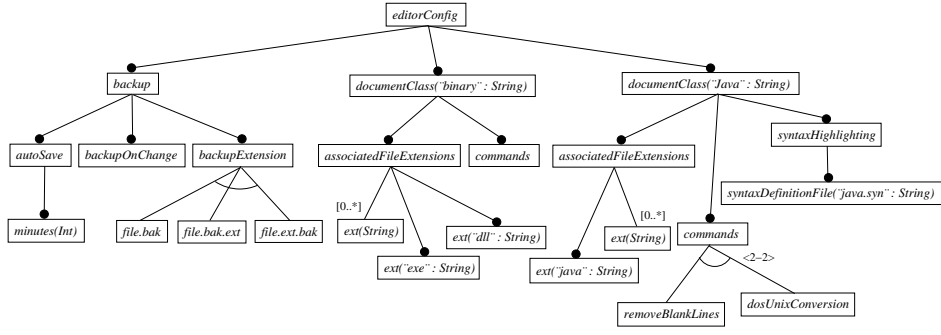 editorConfig
backup
documentClass("binary" : String)
documentClass("Java" : String)
autoSave
backupOnChange
backupExtension
associatedFileExtensions
commands
associatedFileExtensions
syntaxHighlighting
minutes(Int)
file.bak
file.bak.ext
file.ext.bak
[0..*]
ext(String)
ext("exe" : String)
ext("dll" : String)
ext("java" : String)
[0..*]
ext(String)
commands
syntaxDefinitionFile("java.syn" : String)
<2-2>
removeBlankLines
dosUnixConversion